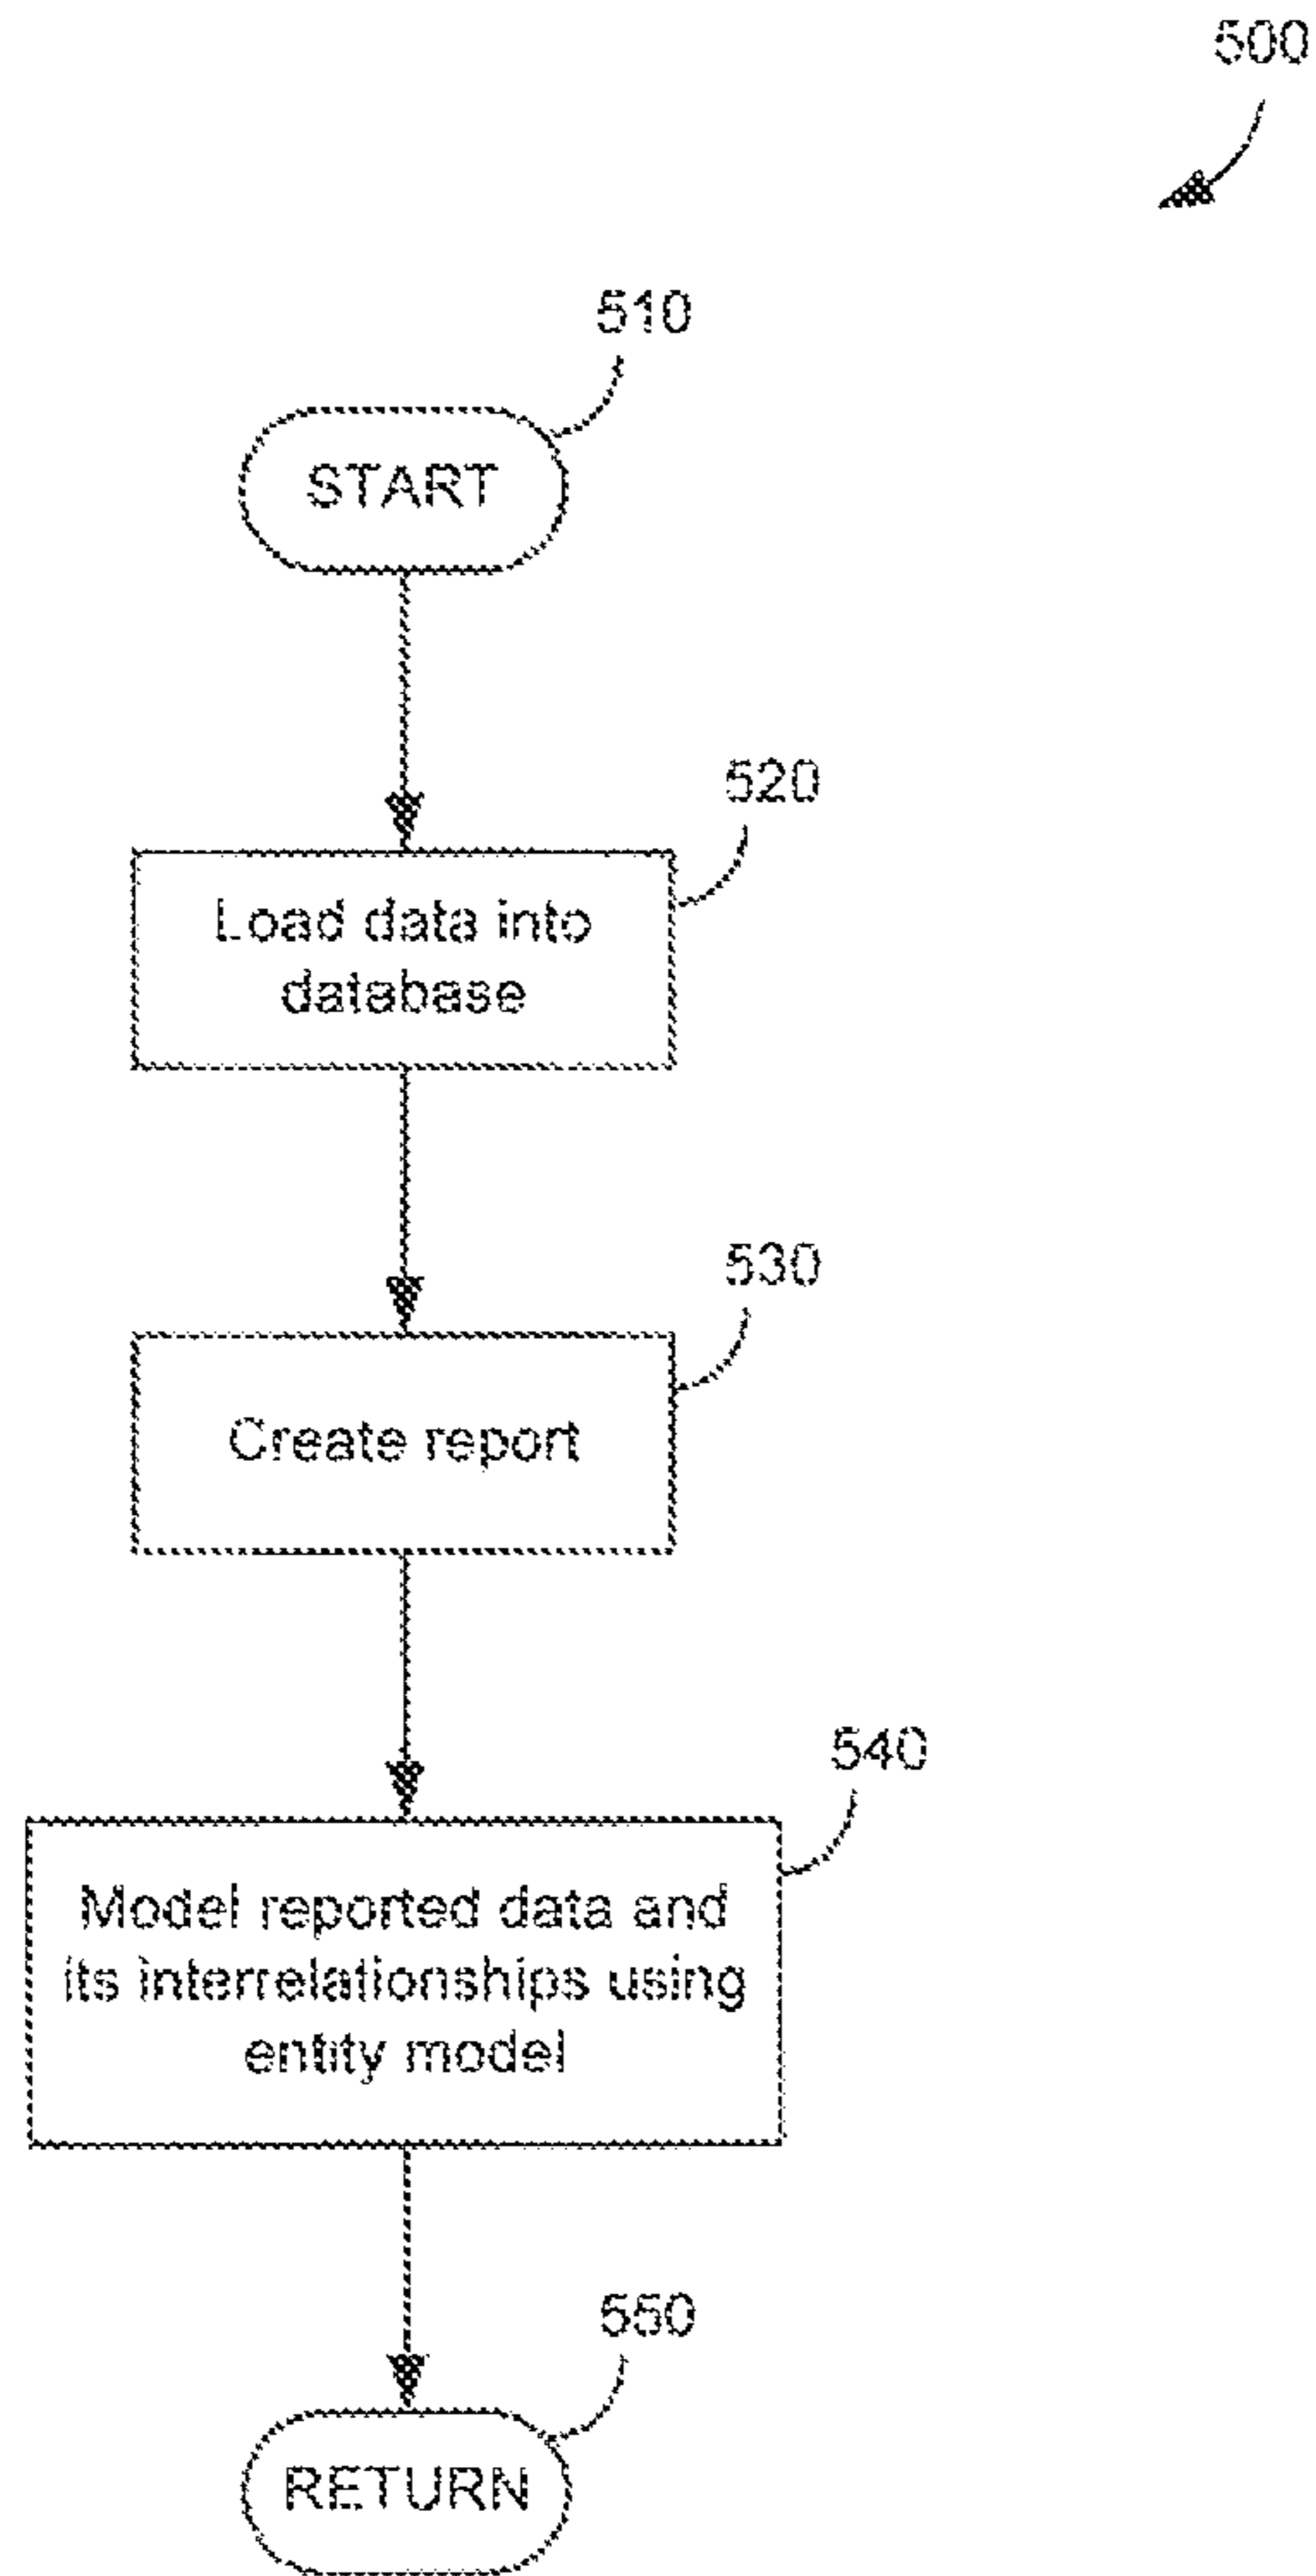 500
510
START
520
Load data into
database
530
Create report
540
Model reported data and
its interrelationships using
entity model
550
RETURN